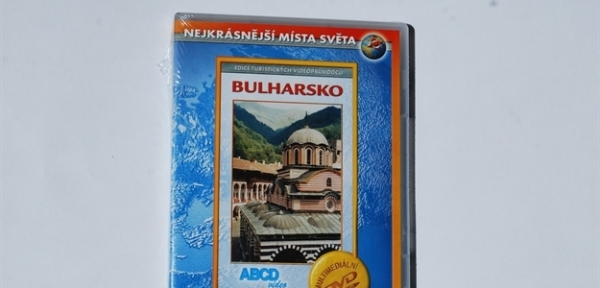 NEJKRÁSNĚJŠÍ MÍSTA SVĚTA
EDICE TURISTICKÝCH VIDEOPRŮVODCŮ
BULHARSKO
ABCD
video
MULTIMEDIÁLNÍ
DVD